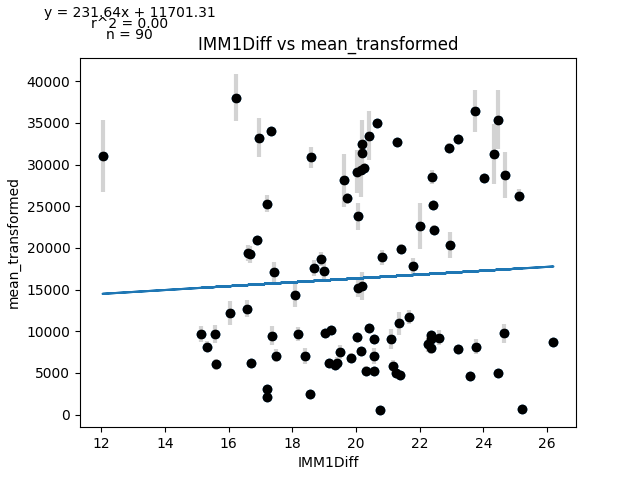 y = 231.64x + 11701.31
r^2 = 0.00
n = 90
IMM1Diff vs mean_transformed
40000
35000
30000
25000
20000
15000
10000
5000
0
mean_transformed
12 14 16 18 20 22 24 26
IMM1Diff